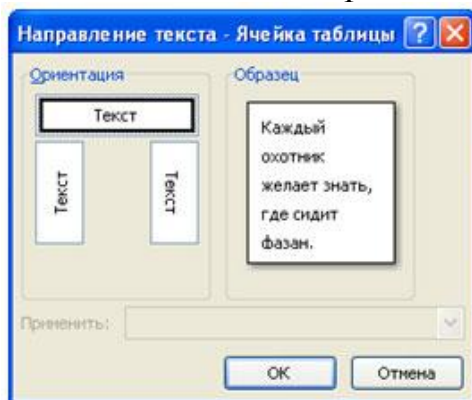 Направление текста - Ячейка таблицы
Ориентация
Образец
Текст
Текст
Текст
Каждый
охотник
желает знать,
где сидит
фазан.
Применить:
ОК
Отмена